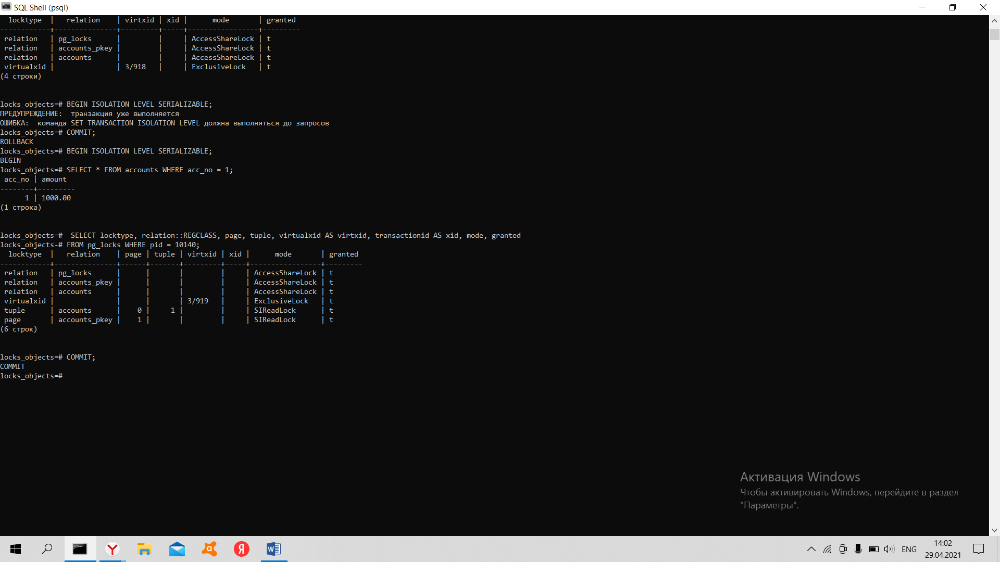 SQL Shell (psql)
  locktype  |   relation    | virtxid | xid |      mode       | granted
------------+---------------+---------+-----+-----------------+---------
 relation   | pg_locks      |         |     | AccessShareLock | t
 relation   | accounts_pkey |         |     | AccessShareLock | t
 relation   | accounts      |         |     | AccessShareLock | t
 virtualxid |               | 3/918   |     | ExclusiveLock   | t
(4 строки)
locks_objects=# BEGIN ISOLATION LEVEL SERIALIZABLE;
ПРЕДУПРЕЖДЕНИЕ:  транзакция уже выполняется
ОШИБКА:  команда SET TRANSACTION ISOLATION LEVEL должна выполняться до запросов
locks_objects=# COMMIT;
ROLLBACK
locks_objects=# BEGIN ISOLATION LEVEL SERIALIZABLE;
BEGIN
locks_objects=# SELECT * FROM accounts WHERE acc_no = 1;
 acc_no | amount
--------+---------
      1 | 1000.00
(1 строка)
locks_objects=#  SELECT locktype, relation::REGCLASS, page, tuple, virtualxid AS virtxid, transactionid AS xid, mode, granted
locks_objects-# FROM pg_locks WHERE pid = 10140;
  locktype  |   relation    | page | tuple | virtxid | xid |      mode       | granted
------------+---------------+------+-------+---------+-----+-----------------+---------
 relation   | pg_locks      |      |       |         |     | AccessShareLock | t
 relation   | accounts_pkey |      |       |         |     | AccessShareLock | t
 relation   | accounts      |      |       |         |     | AccessShareLock | t
 virtualxid |               |      |       | 3/919   |     | ExclusiveLock   | t
 tuple      | accounts      |    0 |     1 |         |     | SIReadLock      | t
 page       | accounts_pkey |    1 |       |         |     | SIReadLock      | t
(6 строк)
locks_objects=# COMMIT;
COMMIT
locks_objects=#
Активация Windows
Чтобы активировать Windows, перейдите в раздел
"Параметры".
ENG
14:02
29.04.2021